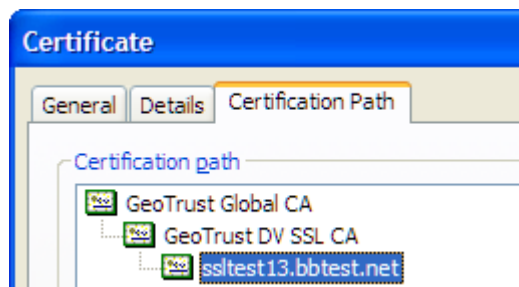 Certificate
General Details Certification Path
Certification path
GeoTrust Global CA
GeoTrust DV SSL CA
ssltest13.bbtest.net